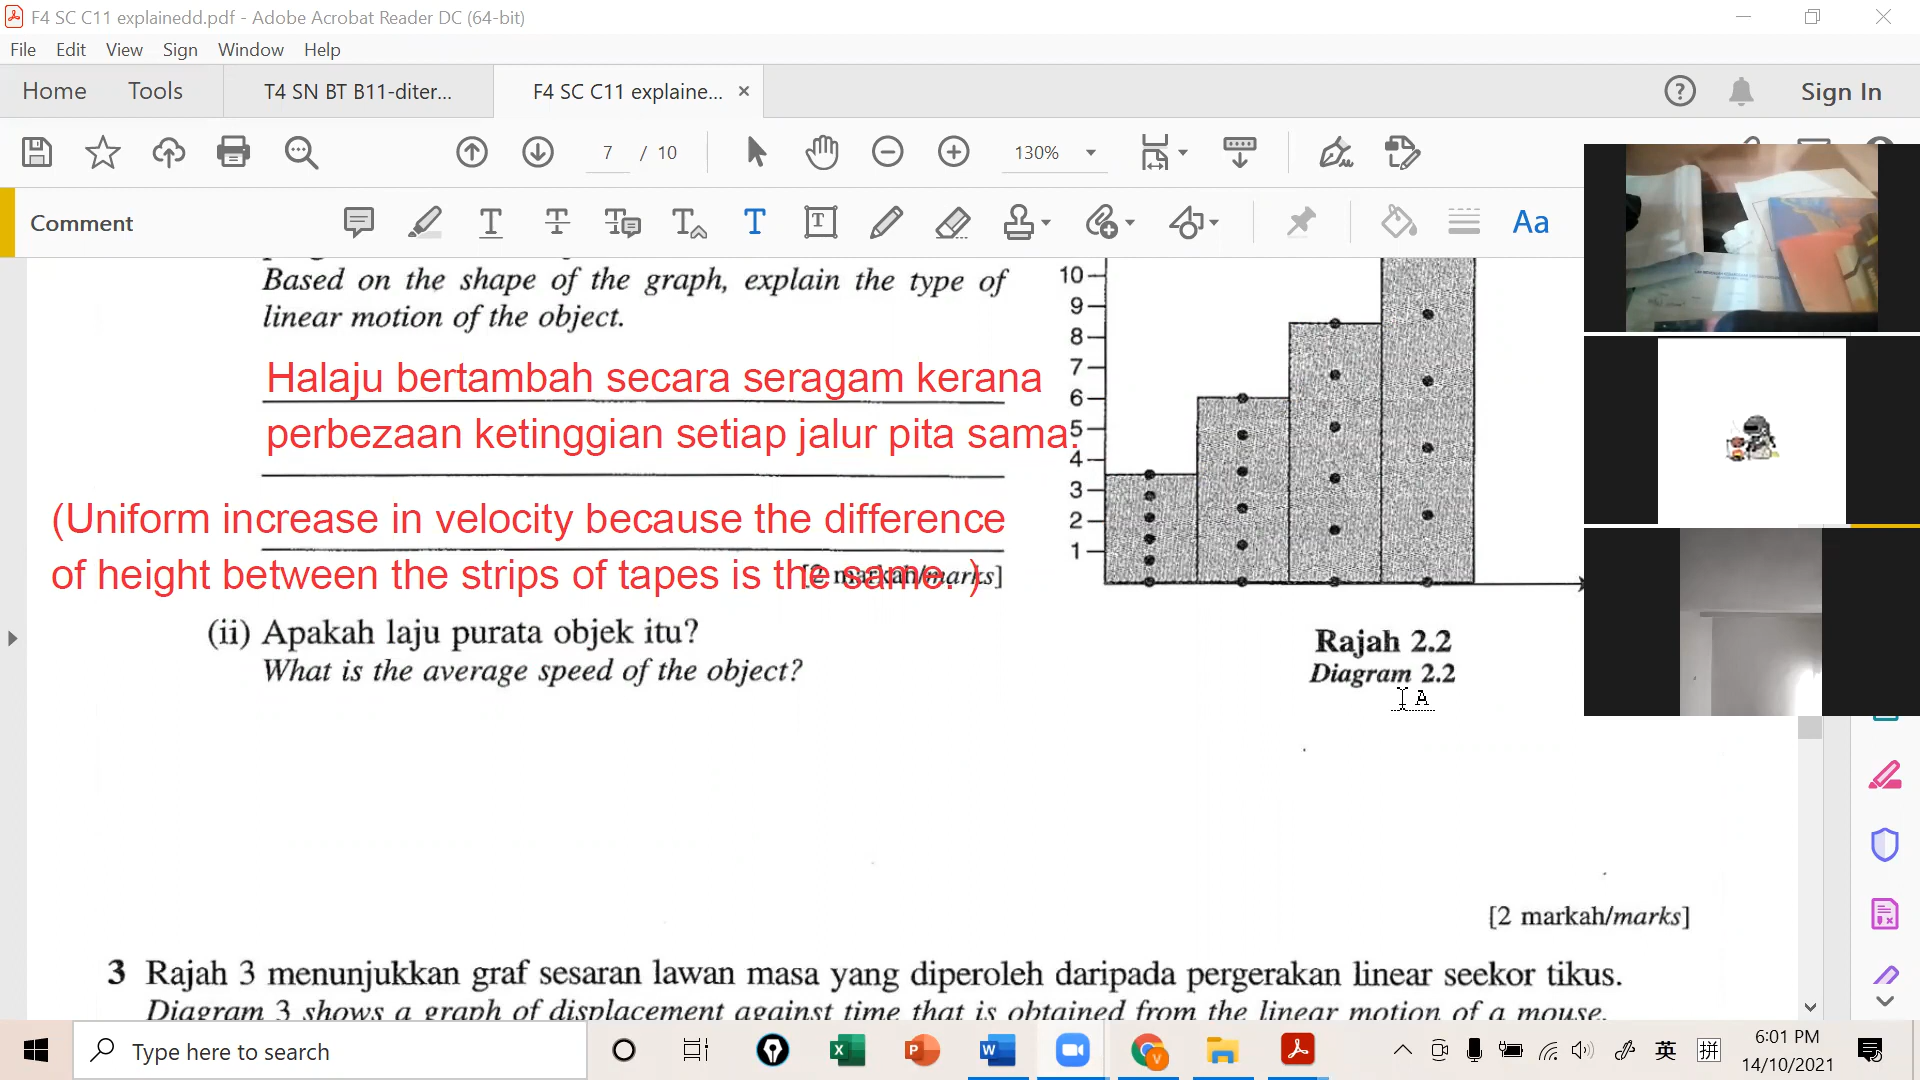 F4 SC C11 explainedd.pdf - Adobe Acrobat Reader DC (64-bit)
File Edit View Sign Window Help
Home Tools T4 SN BT B11-diter... F4 SC C11 explaine... × Sign In
7 / 10 130%
Comment Aa
Based on the shape of the graph, explain the type of
linear motion of the object.
Halaju bertambah secara seragam kerana
perbezaan ketinggian setiap jalur pita sama.
(Uniform increase in velocity because the difference
of height between the strips of tapes is the same. )
[2 markah/marks]
(ii) Apakah laju purata objek itu?
What is the average speed of the object?
10
9
8
7
6
5
4
3
2
1
Rajah 2.2
Diagram 2.2
[2 markah/marks]
3 Rajah 3 menunjukkan graf sesaran lawan masa yang diperoleh daripada pergerakan linear seekor tikus.
Diagram 3 shows a graph of displacement against time that is obtained from the linear motion of a mouse.
Type here to search
英 拼
6:01 PM
14/10/2021